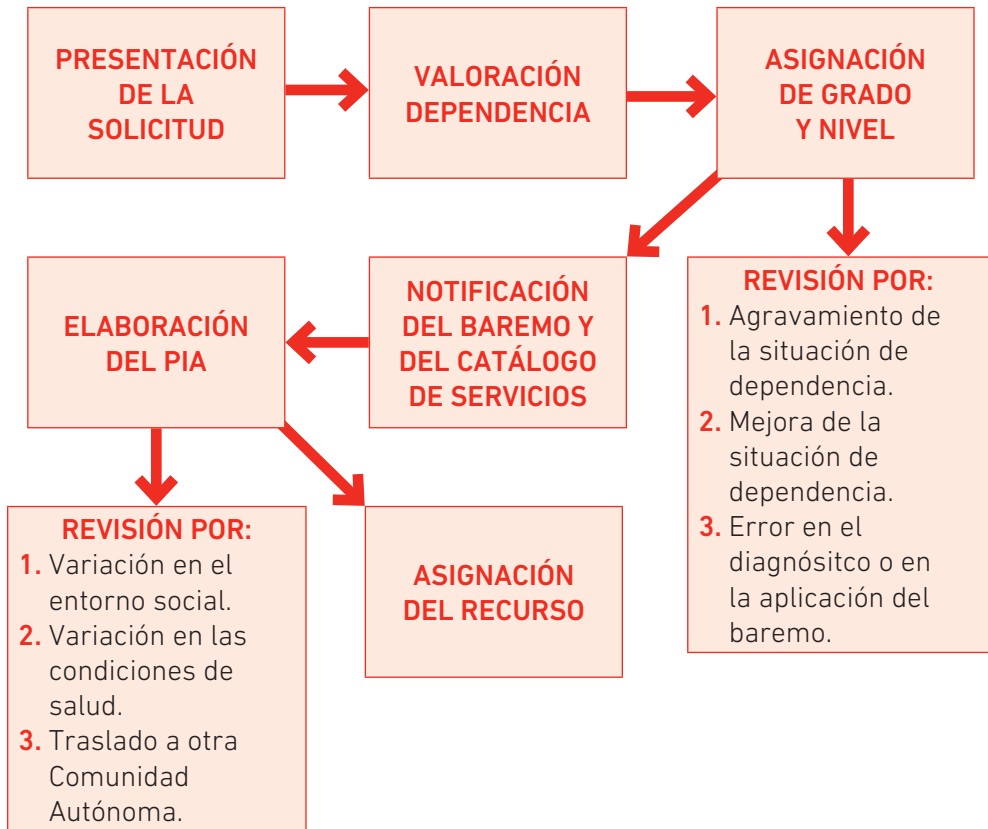 PRESENTACIÓN
DE LA
SOLICITUD
VALORACIÓN
DEPENDENCIA
ASIGNACIÓN
DE GRADO
Y NIVEL
ELABORACIÓN
DEL PIA
NOTIFICACIÓN
DEL BAREMO Y
DEL CATÁLOGO
DE SERVICIOS
REVISIÓN POR:
1. Agravamiento de
la situación de
dependencia.
2. Mejora de la
situación de
dependencia.
3. Error en el
diagnósitco o en
la aplicación del
baremo.
REVISIÓN POR:
1. Variación en el
entorno social.
2. Variación en las
condiciones de
salud.
3. Traslado a otra
Comunidad
Autónoma.
ASIGNACIÓN
DEL RECURSO